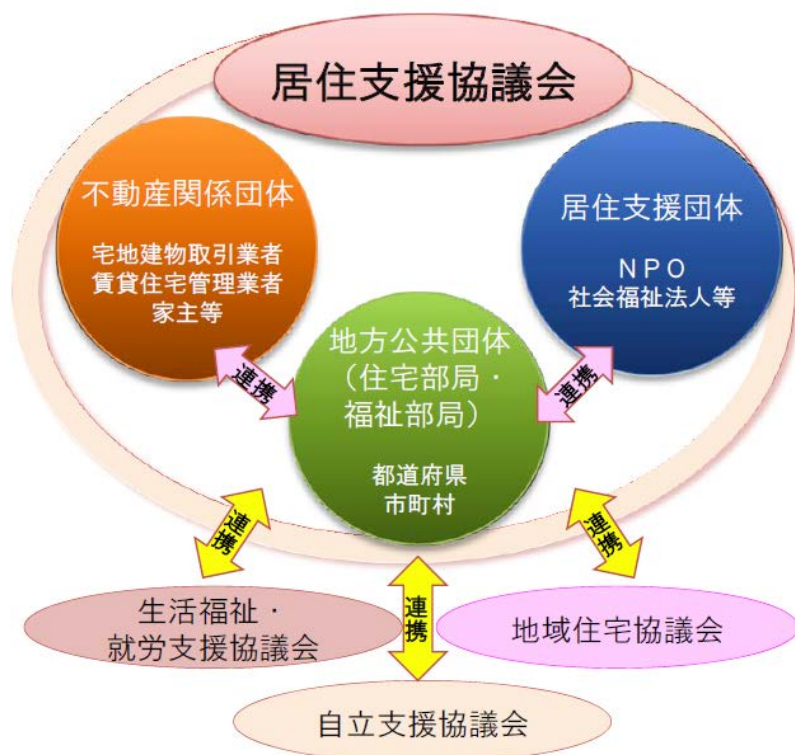 居住支援協議会
不動産関係団体
宅地建物取引業者
賃貸住宅管理業者
家主等
居住支援団体
ＮＰＯ
社会福祉法人等
地方公共団体
（住宅部局・
福祉部局）
都道府県
市町村
連携
連携
連携
連携
連携
生活福祉・
就労支援協議会
地域住宅協議会
自立支援協議会